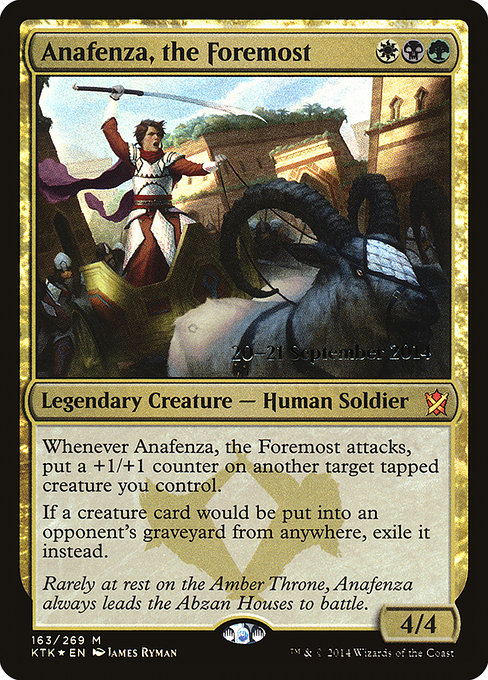 Anafenza, the Foremost
20–21 September 2014
Legendary Creature — Human Soldier
Whenever Anafenza, the Foremost attacks,
put a +1/+1 counter on another target tapped
creature you control.
If a creature card would be put into an
opponent's graveyard from anywhere, exile it
instead.
Rarely at rest on the Amber Throne, Anafenza
always leads the Abzan Houses to battle.
4/4
163/269 M
KTK ★ EN James Ryman
™ & © 2014 Wizards of the Coast